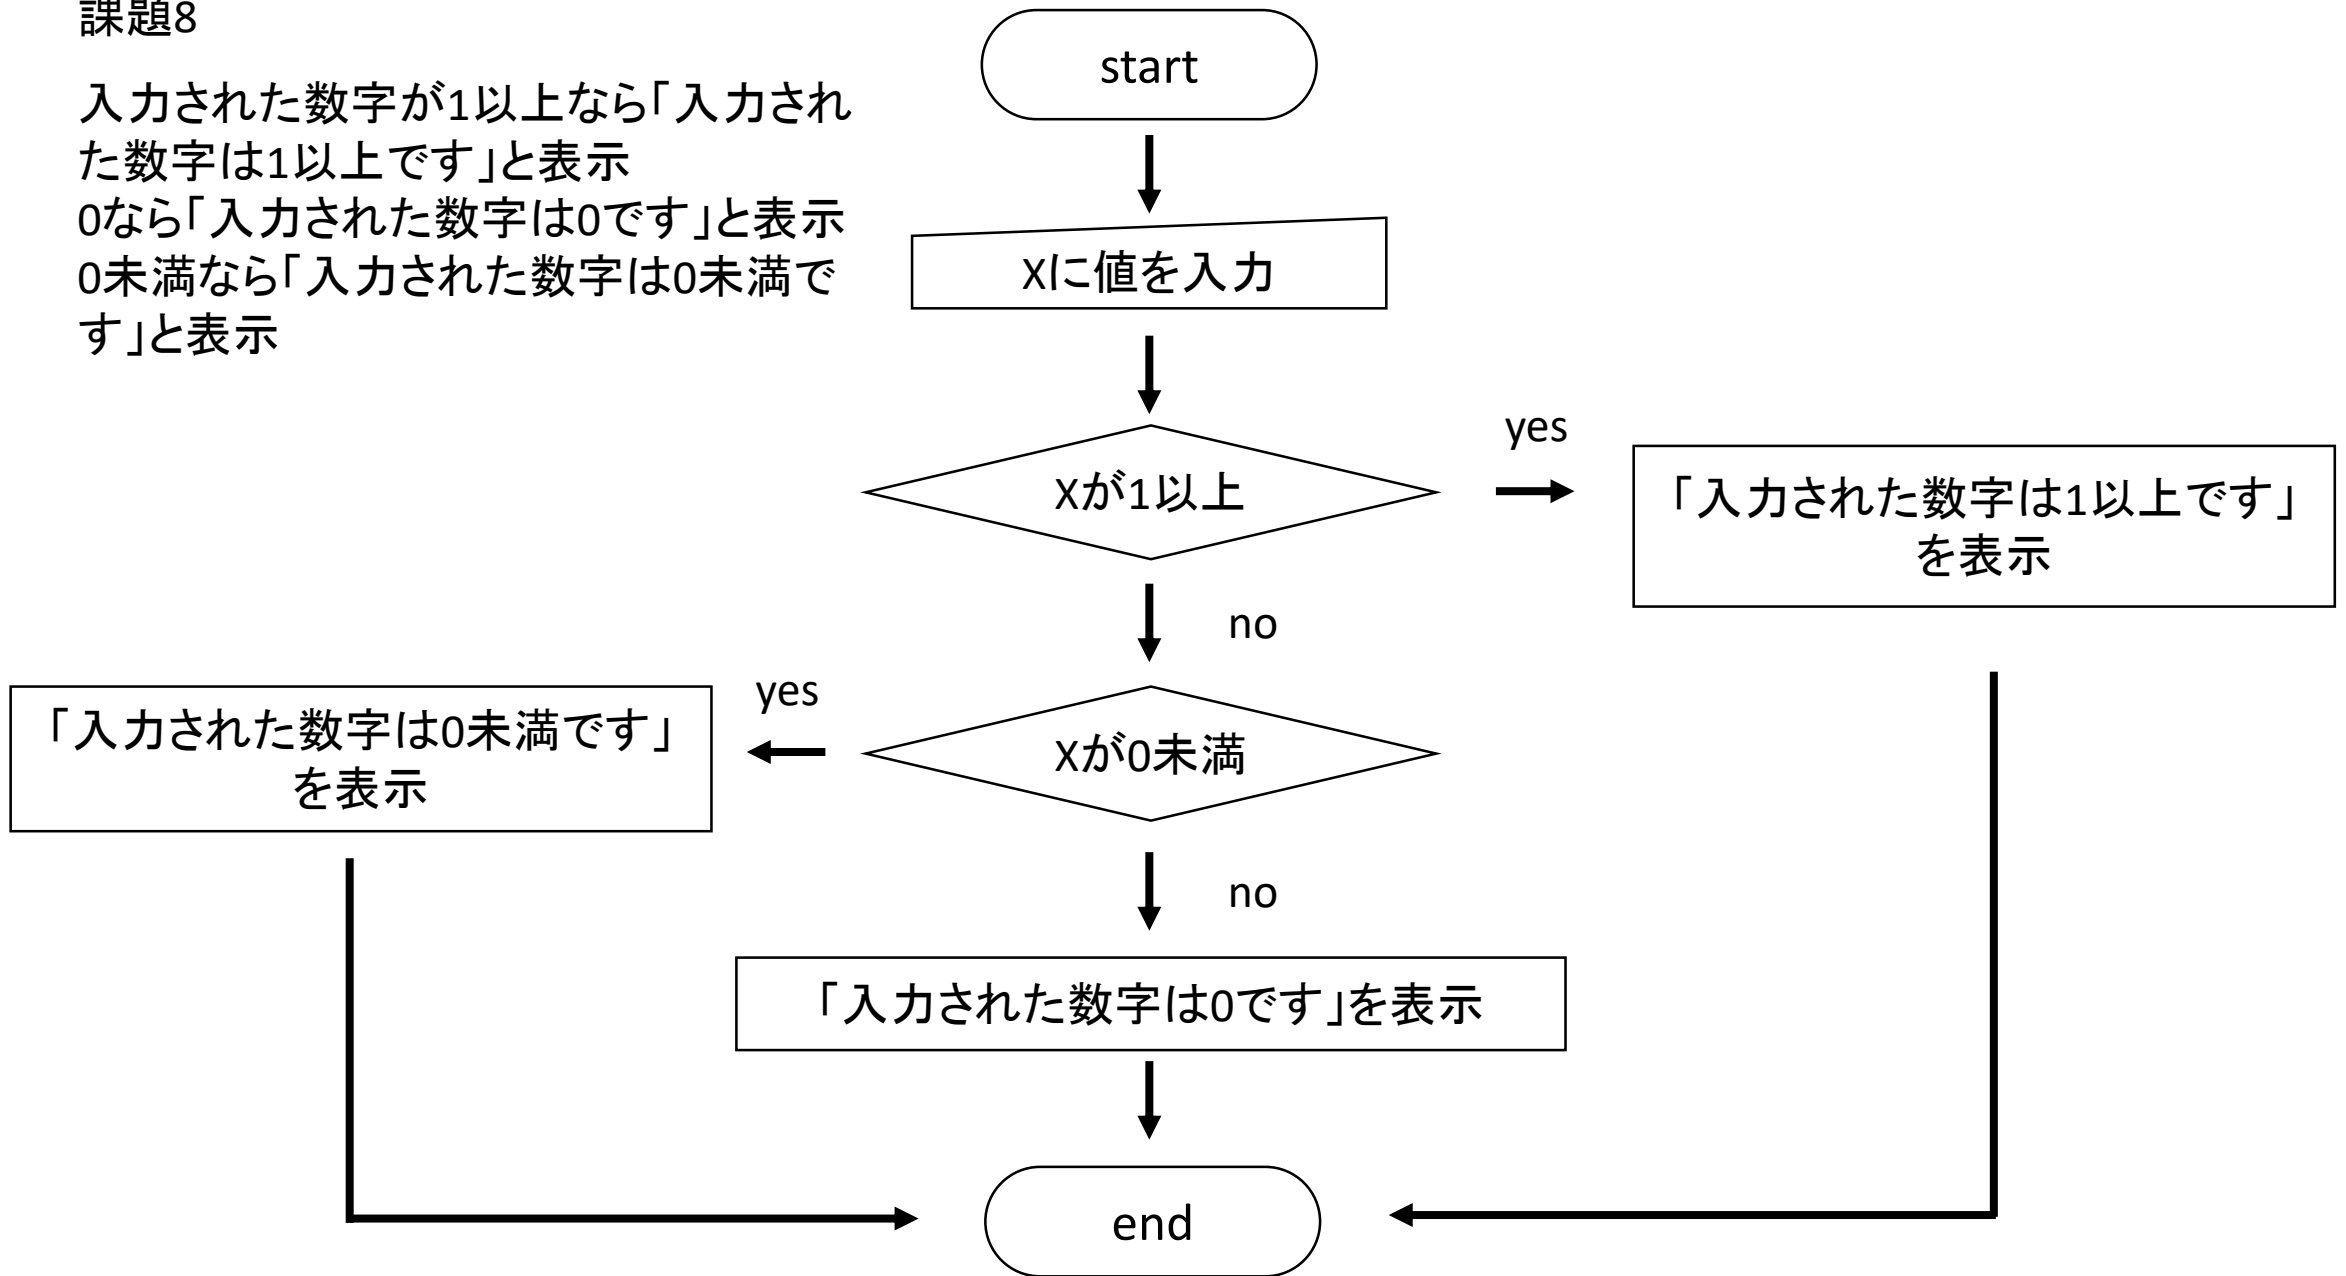 課題8
入力された数字が1以上なら「入力され
た数字は1以上です」と表示
0なら「入力された数字は0です」と表示
0未満なら「入力された数字は0未満で
す」と表示
start
Xに値を入力
Xが1以上
yes
「入力された数字は1以上です」
を表示
no
Xが0未満
yes
「入力された数字は0未満です」
を表示
no
「入力された数字は0です」を表示
end